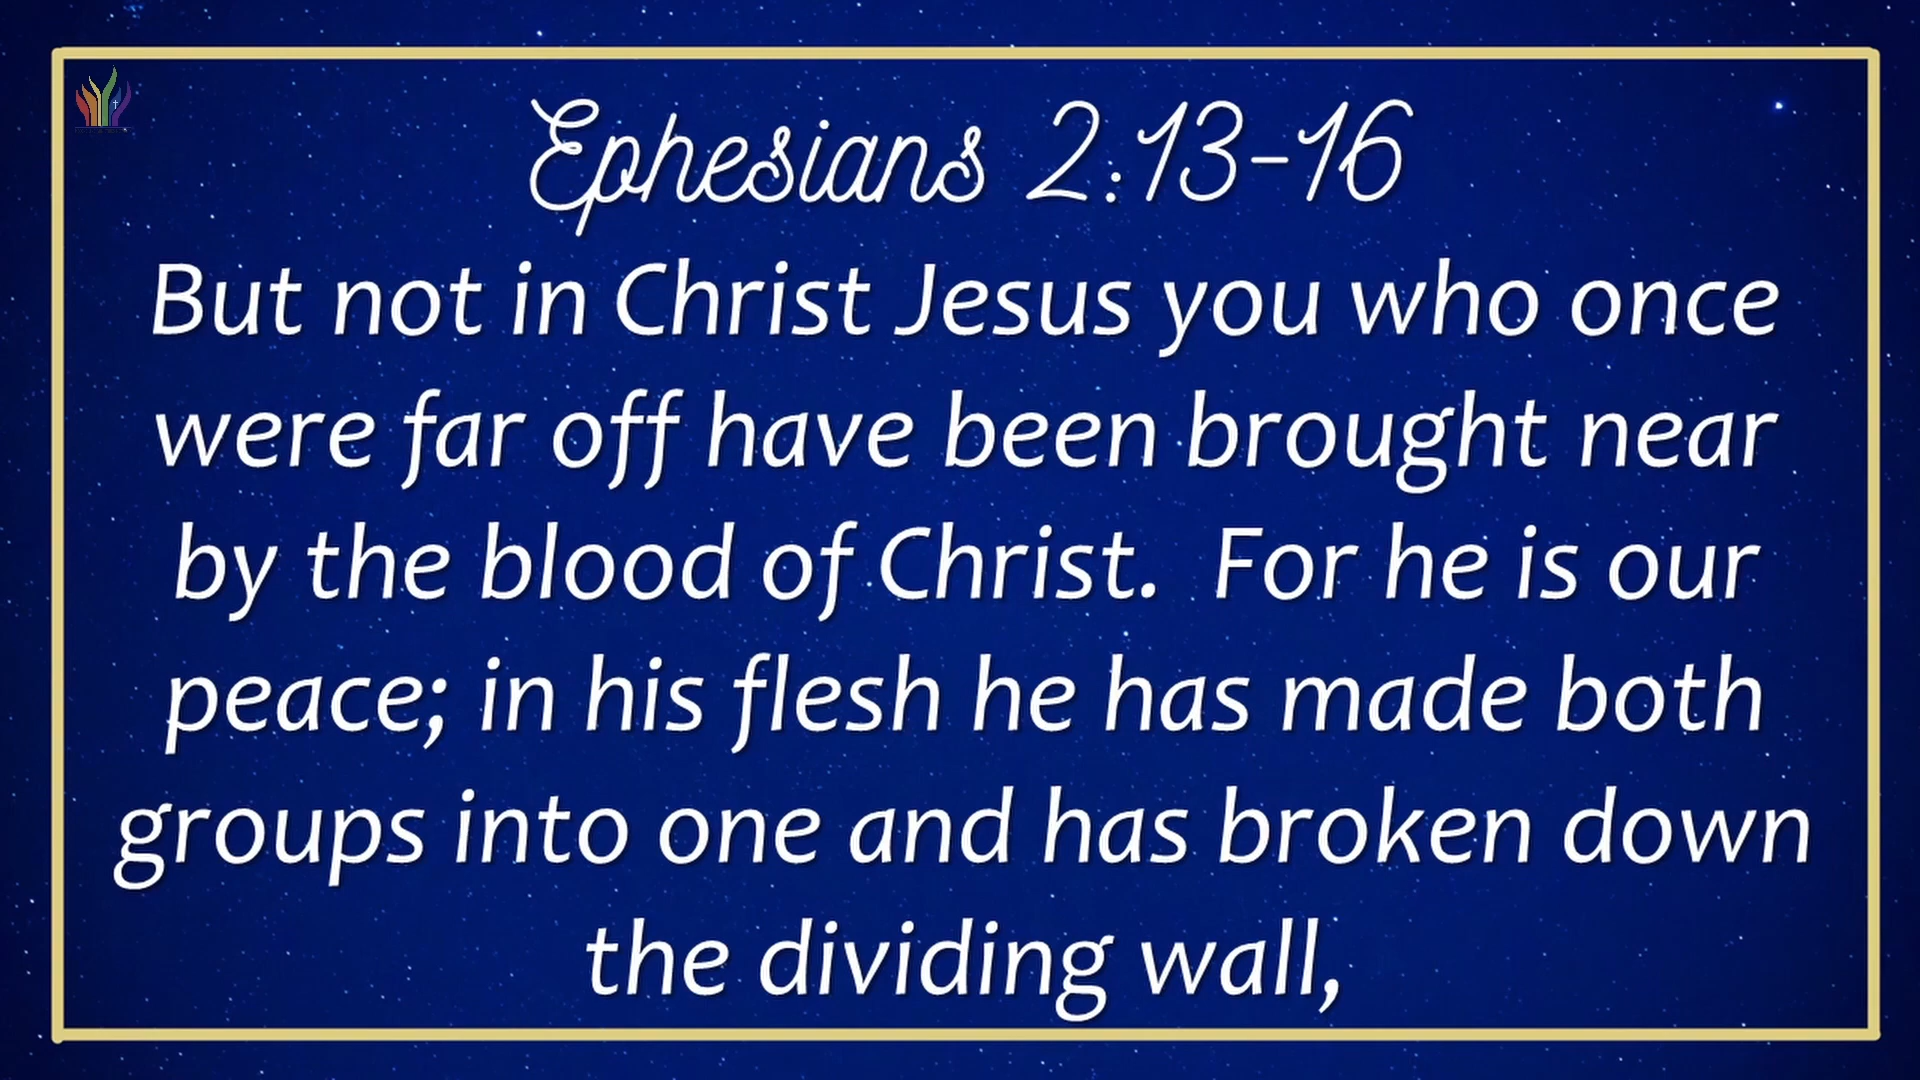 Ephesians 2:13-16
But not in Christ Jesus you who once
were far off have been brought near
by the blood of Christ.  For he is our
peace; in his flesh he has made both
groups into one and has broken down
the dividing wall,